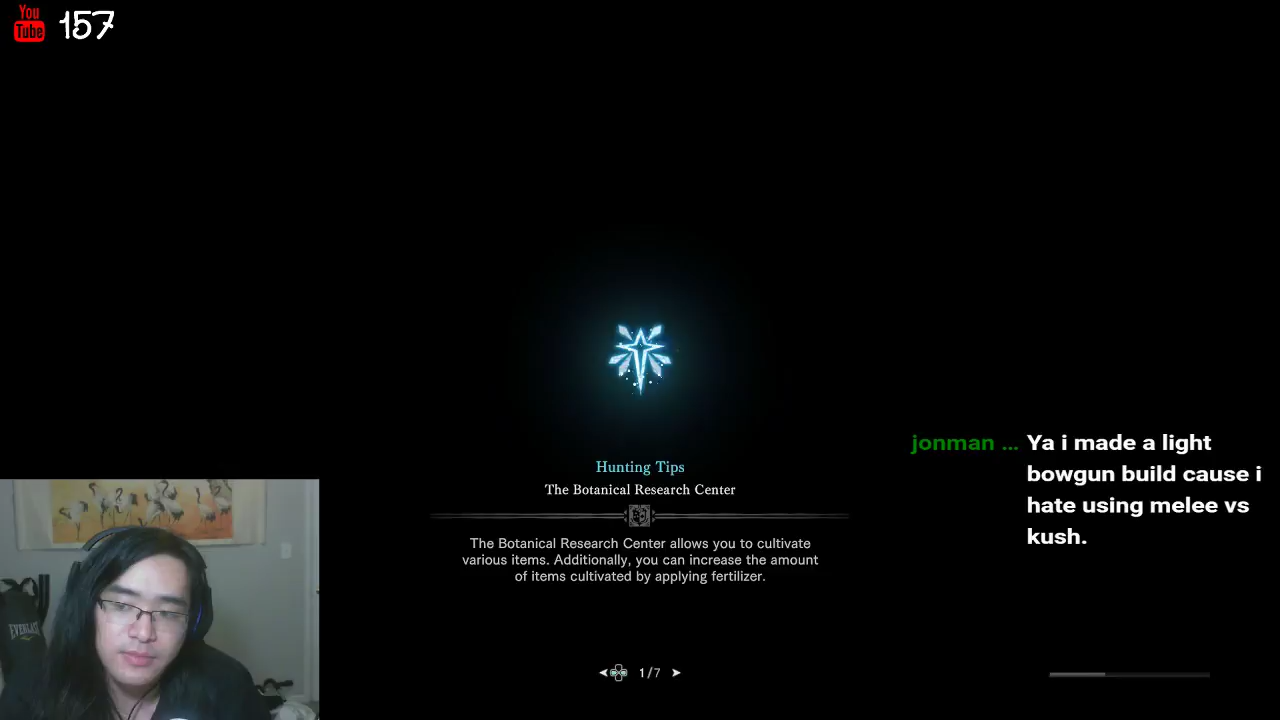 You
Tube
157
jonman ... Ya i made a light
bowgun build cause i
hate using melee vs
kush.
Hunting Tips
The Botanical Research Center
The Botanical Research Center allows you to cultivate
various items. Additionally, you can increase the amount
of items cultivated by applying fertilizer.
EVERLAST
1/7